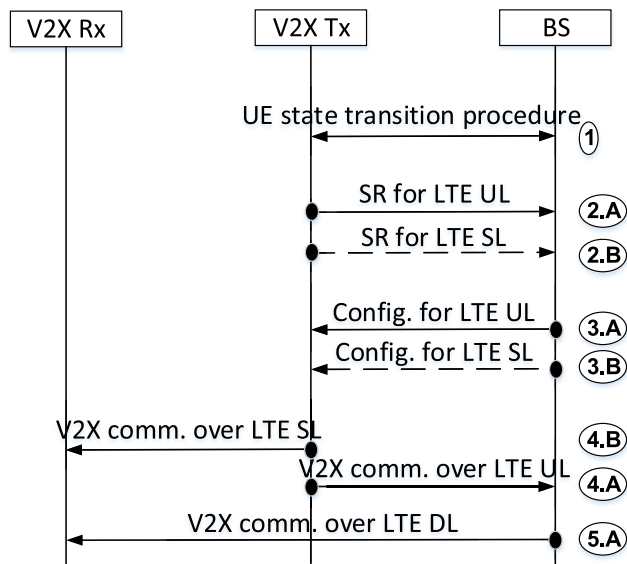 V2X Rx V2X Tx BS
UE state transition procedure 1
SR for LTE UL 2.A
SR for LTE SL 2.B
Config. for LTE UL 3.A
Config. for LTE SL 3.B
V2X comm. over LTE SL 4.B
V2X comm. over LTE UL 4.A
V2X comm. over LTE DL 5.A